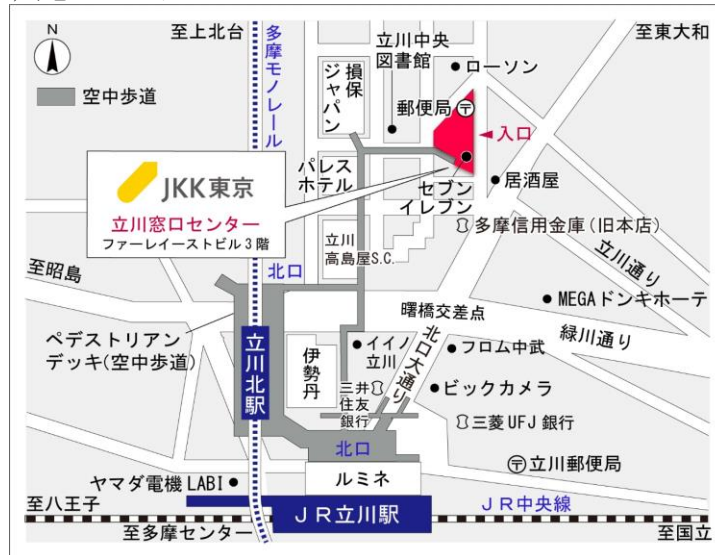 N
至上北台
至東大和
空中歩道
多摩モノレール
損保
ジャパン
立川中央
図書館
ローソン
郵便局〒
入口
JKK東京
立川窓口センター
ファーレイーストビル3階
パレス
ホテル
セブン
イレブン
居酒屋
多摩信用金庫(旧本店)
立川
高島屋S.C.
北口
立川通り
至昭島
MEGAドンキホーテ
曙橋交差点
緑川通り
ペデストリアン
デッキ(空中歩道)
立川北駅
伊勢丹
イイノ
立川
北口大通り
フロム中武
三井
住友
銀行
ビックカメラ
三菱UFJ銀行
北口
〒立川郵便局
ヤマダ電機LABI
ルミネ
至八王子
JR立川駅
JR中央線
至多摩センター
至国立